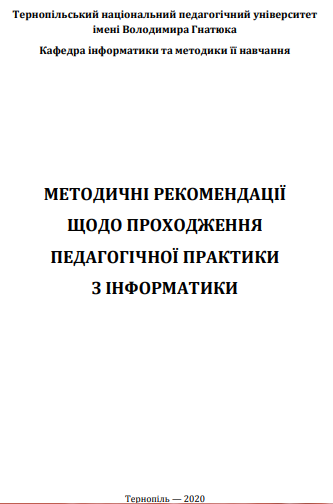 Тернопільський національний педагогічний університет
імені Володимира Гнатюка
Кафедра інформатики та методики її навчання
МЕТОДИЧНІ РЕКОМЕНДАЦІЇ
ЩОДО ПРОХОДЖЕННЯ
ПЕДАГОГІЧНОЇ ПРАКТИКИ
З ІНФОРМАТИКИ
Тернопіль — 2020